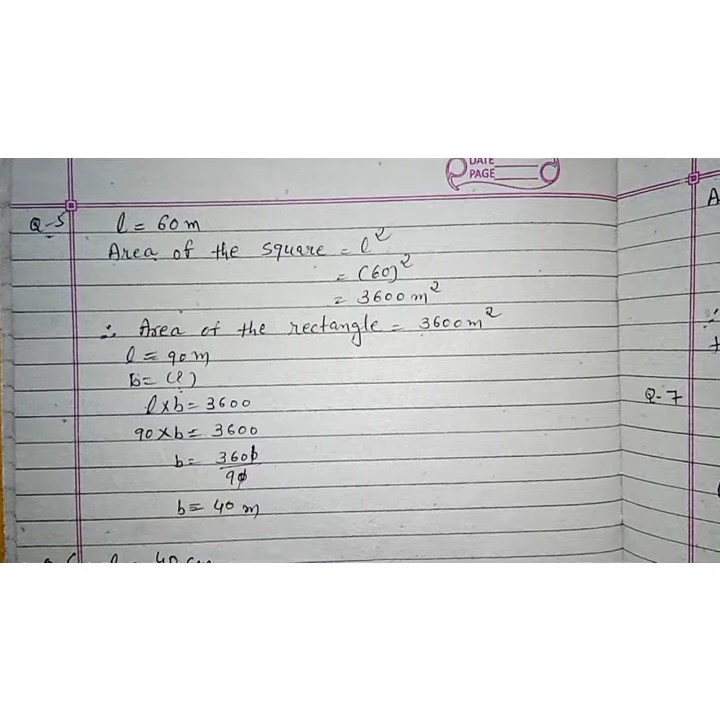 DATE
PAGE
Q-5 l = 60 m
Area of the square = l²
= (60)²
= 3600 m²
∴ Area of the rectangle = 3600 m²
l = 90 m
b = (?)
l × b = 3600
90 × b = 3600
b = 3600
90
b = 40 m
Q-7